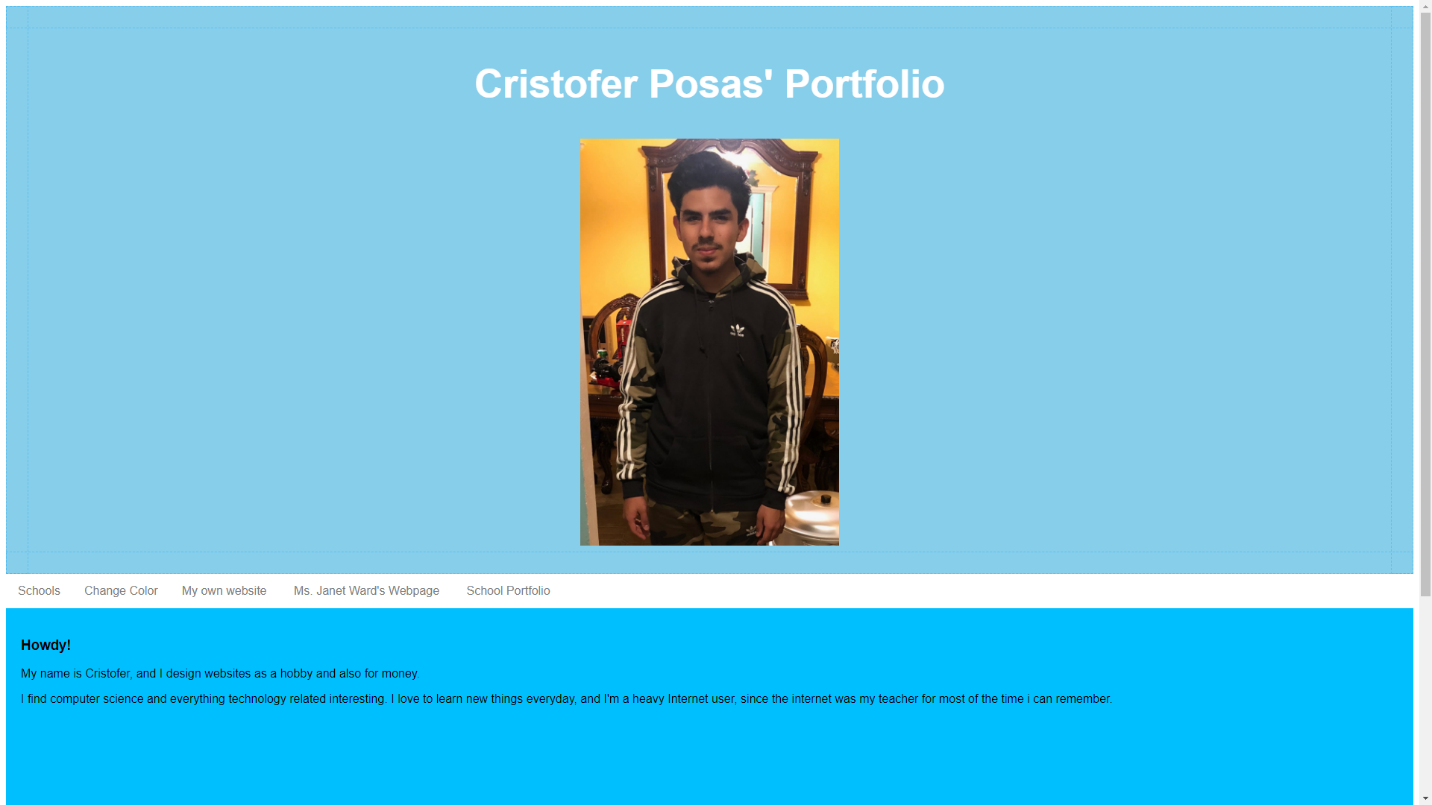 Cristofer Posas' Portfolio
Schools Change Color My own website Ms. Janet Ward's Webpage School Portfolio
Howdy!
My name is Cristofer, and I design websites as a hobby and also for money.
I find computer science and everything technology related interesting. I love to learn new things everyday, and I'm a heavy Internet user, since the internet was my teacher for most of the time i can remember.